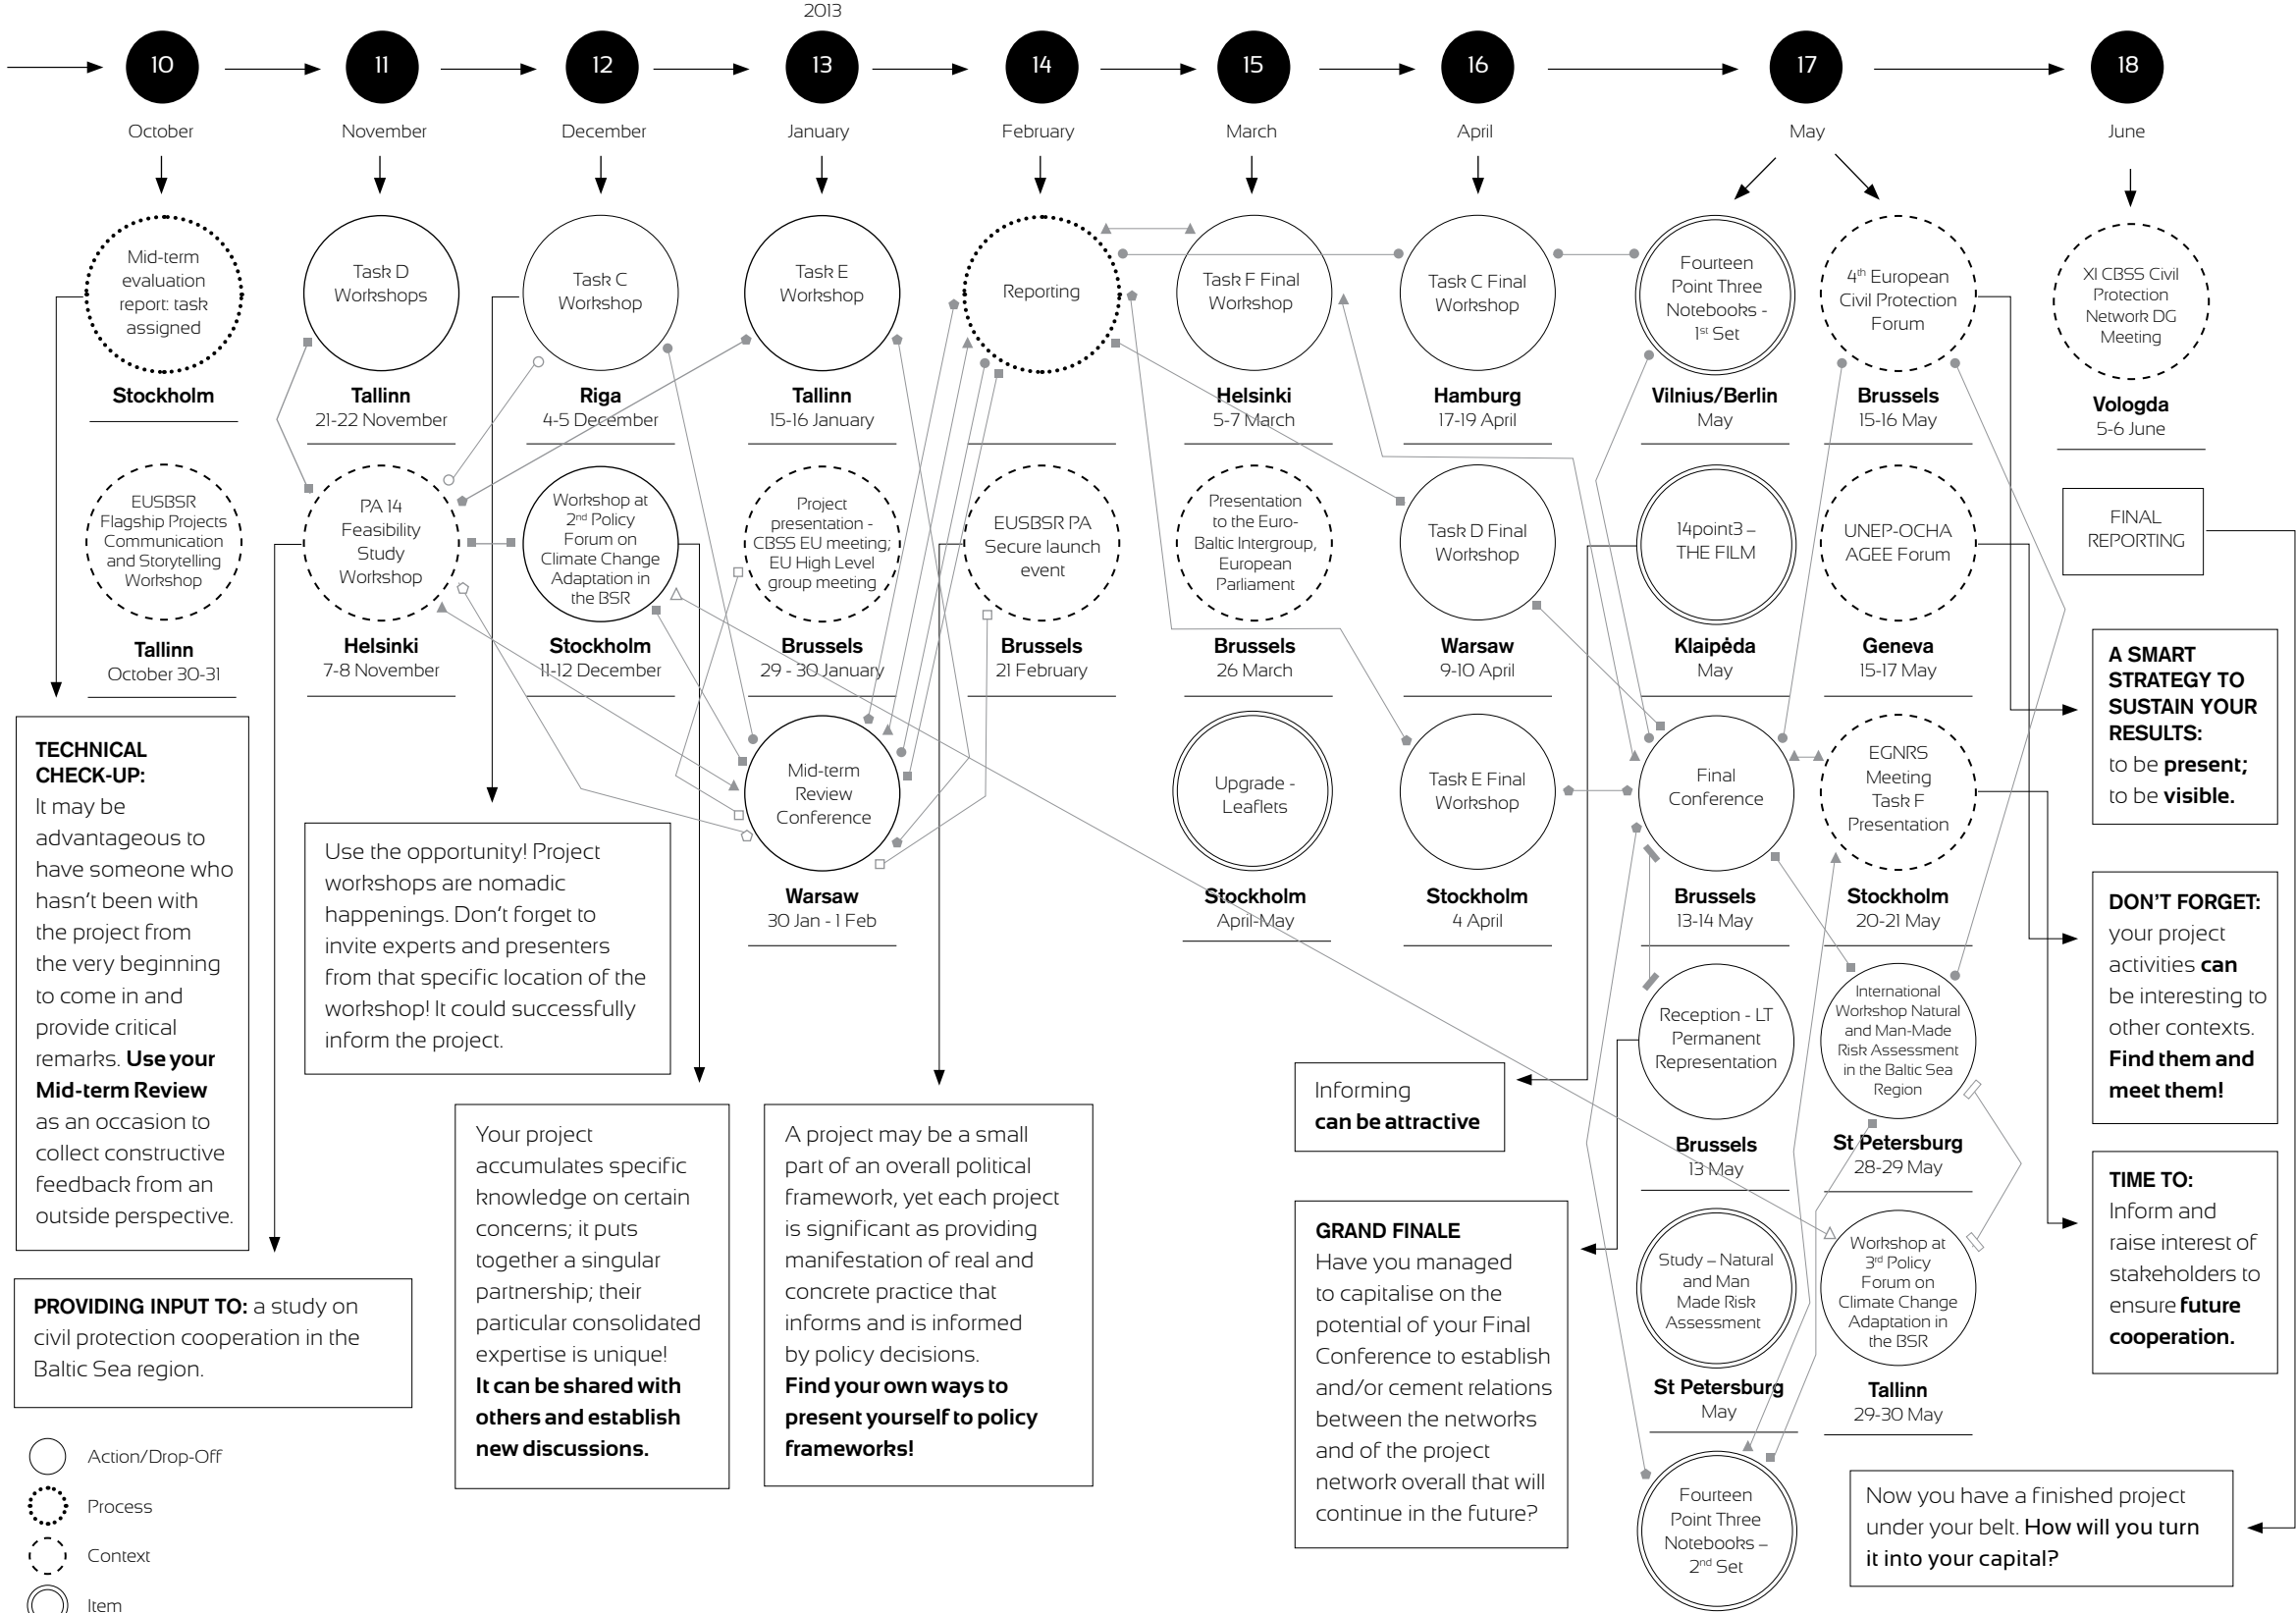 2013
10
11
12
13
14
15
16
17
18
October
November
December
January
February
March
April
May
June
Mid-term
evaluation
report: task
assigned
Stockholm
EUSBSR
Flagship Projects
Communication
and Storytelling
Workshop
Tallinn
October 30-31
TECHNICAL
CHECK-UP:
It may be
advantageous to
have someone who
hasn't been with
the project from
the very beginning
to come in and
provide critical
remarks. Use your
Mid-term Review
as an occasion to
collect constructive
feedback from an
outside perspective.
Task D
Workshops
Tallinn
21-22 November
PA 14
Feasibility
Study
Workshop
Helsinki
7-8 November
PROVIDING INPUT TO: a study on
civil protection cooperation in the
Baltic Sea region.
Task C
Workshop
Riga
4-5 December
Workshop at
2nd Policy
Forum on
Climate Change
Adaptation in
the BSR
Stockholm
11-12 December
Use the opportunity! Project
workshops are nomadic
happenings. Don't forget to
invite experts and presenters
from that specific location of the
workshop! It could successfully
inform the project.
Your project
accumulates specific
knowledge on certain
concerns; it puts
together a singular
partnership; their
particular consolidated
expertise is unique!
It can be shared with
others and establish
new discussions.
Task E
Workshop
Tallinn
15-16 January
Project
presentation -
CBSS EU meeting;
EU High Level
group meeting
Brussels
29 - 30 January
Mid-term
Review
Conference
Warsaw
30 Jan - 1 Feb
Reporting
EUSBSR PA
Secure launch
event
Brussels
21 February
A project may be a small
part of an overall political
framework, yet each project
is significant as providing
manifestation of real and
concrete practice that
informs and is informed
by policy decisions.
Find your own ways to
present yourself to policy
frameworks!
Task F Final
Workshop
Helsinki
5-7 March
Presentation
to the Euro-
Baltic Intergroup,
European
Parliament
Brussels
26 March
Upgrade -
Leaflets
Stockholm
April-May
Task C Final
Workshop
Hamburg
17-19 April
Task D Final
Workshop
Warsaw
9-10 April
Task E Final
Workshop
Stockholm
4 April
Informing
can be attractive
GRAND FINALE
Have you managed
to capitalise on the
potential of your Final
Conference to establish
and/or cement relations
between the networks
and of the project
network overall that will
continue in the future?
Fourteen
Point Three
Notebooks -
1st Set
Vilnius/Berlin
May
14point3 –
THE FILM
Klaipėda
May
Final
Conference
Brussels
13-14 May
Reception - LT
Permanent
Representation
Brussels
13 May
Study – Natural
and Man
Made Risk
Assessment
St Petersburg
May
Fourteen
Point Three
Notebooks –
2nd Set
4th European
Civil Protection
Forum
Brussels
15-16 May
UNEP-OCHA
AGEE Forum
Geneva
15-17 May
EGNRS
Meeting
Task F
Presentation
Stockholm
20-21 May
International
Workshop Natural
and Man-Made
Risk Assessment
in the Baltic Sea
Region
St Petersburg
28-29 May
Workshop at
3rd Policy
Forum on
Climate Change
Adaptation in
the BSR
Tallinn
29-30 May
XI CBSS Civil
Protection
Network DG
Meeting
Vologda
5-6 June
FINAL
REPORTING
A SMART
STRATEGY TO
SUSTAIN YOUR
RESULTS:
to be present;
to be visible.
DON'T FORGET:
your project
activities can
be interesting to
other contexts.
Find them and
meet them!
TIME TO:
Inform and
raise interest of
stakeholders to
ensure future
cooperation.
Now you have a finished project
under your belt. How will you turn
it into your capital?
Action/Drop-Off
Process
Context
Item